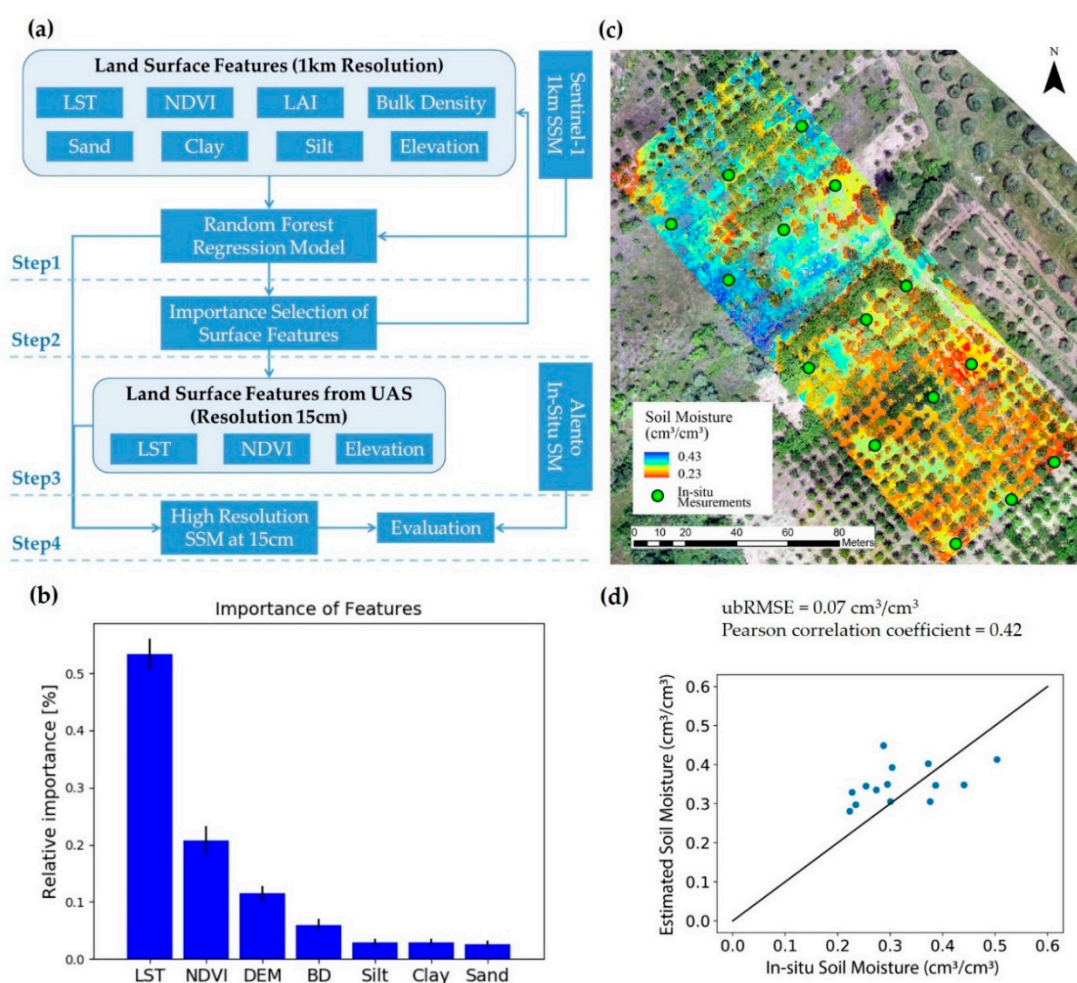 (a)
Land Surface Features (1km Resolution)
LST
NDVI
LAI
Bulk Density
Sand
Clay
Silt
Elevation
Sentinel-1
1km SSM
Random Forest
Regression Model
Step1
Importance Selection of
Surface Features
Step2
Land Surface Features from UAS
(Resolution 15cm)
LST
NDVI
Elevation
Alento
In-Situ SM
Step3
High Resolution
SSM at 15cm
Evaluation
Step4
(c)
N
Soil Moisture
(cm³/cm³)
0.43
0.23
In-situ
Mesurements
0 10 20 40 60 80
Meters
(b)
Importance of Features
Relative importance [%]
0.5
0.4
0.3
0.2
0.1
0.0
LST NDVI DEM BD Silt Clay Sand
(d)
ubRMSE = 0.07 cm³/cm³
Pearson correlation coefficient = 0.42
Estimated Soil Moisture (cm³/cm³)
0.6
0.5
0.4
0.3
0.2
0.1
0.0
0.0 0.1 0.2 0.3 0.4 0.5 0.6
In-situ Soil Moisture (cm³/cm³)